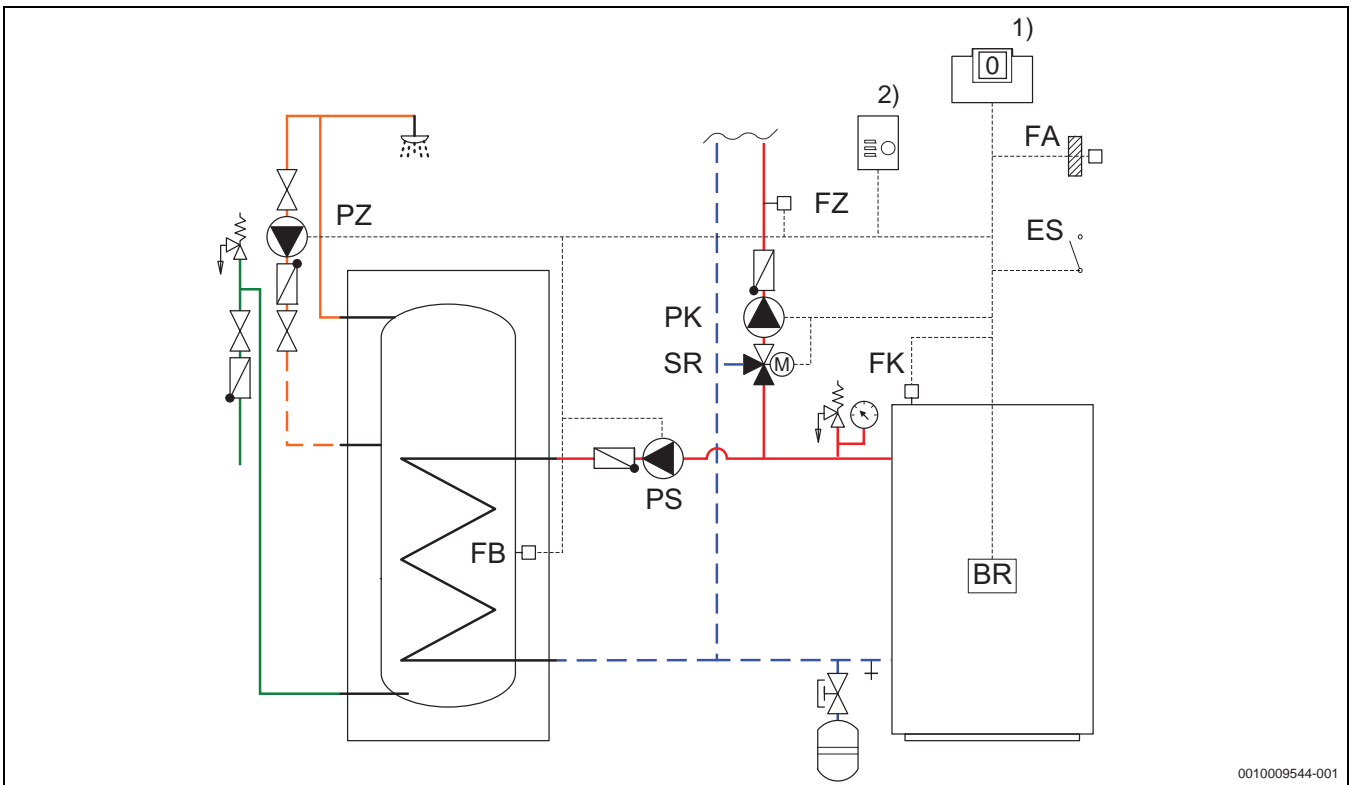 1)
0
2)
FA
PZ
FZ
ES
PK
SR
M
FK
PS
FB
BR
0010009544-001